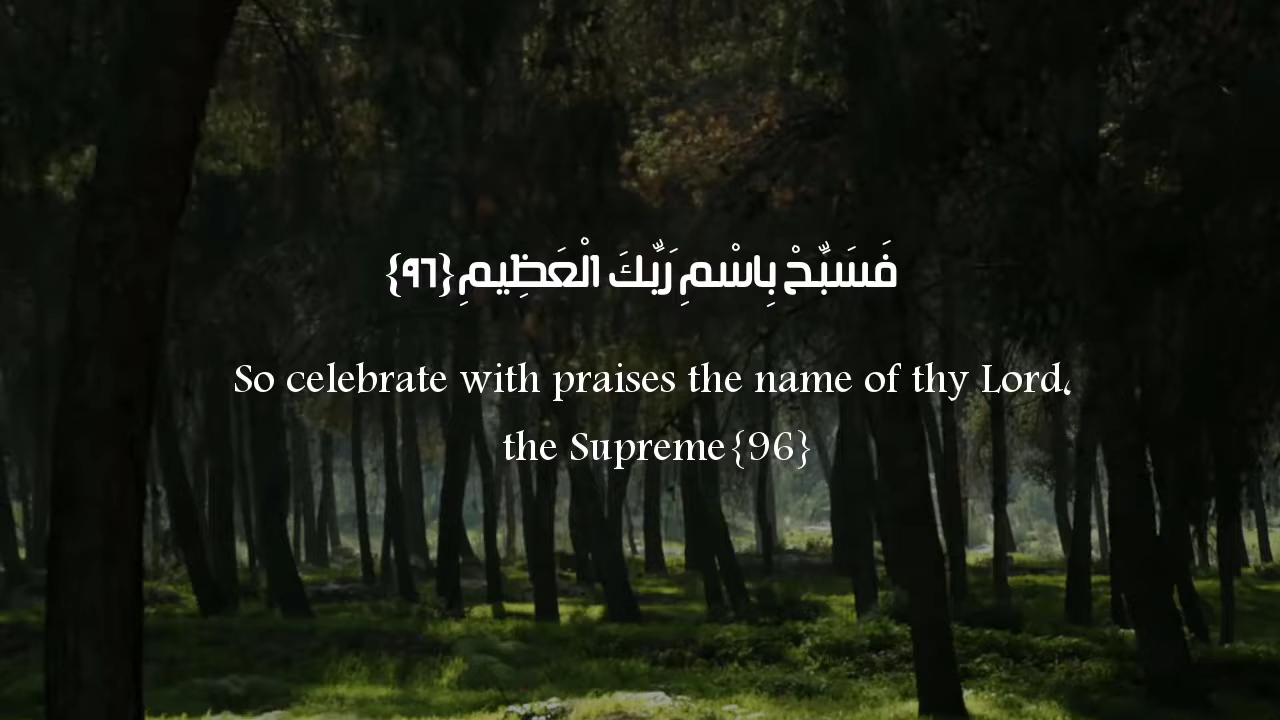 فَسَبِّحْ بِاسْمِ رَبِّكَ الْعَظِيمِ{٩٦}
So celebrate with praises the name of thy Lord،
the Supreme{96}